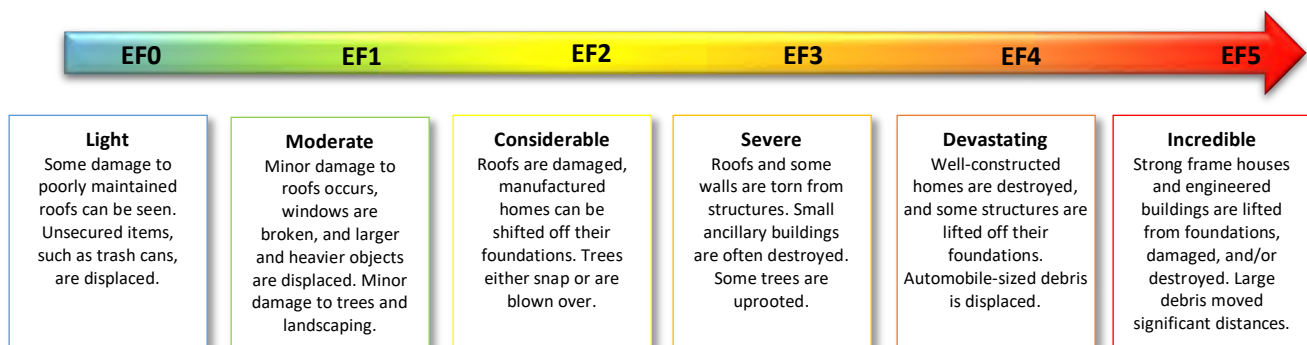 EF0 EF1 EF2 EF3 EF4 EF5
Light
Some damage to
poorly maintained
roofs can be seen.
Unsecured items,
such as trash cans,
are displaced.
Moderate
Minor damage to
roofs occurs,
windows are
broken, and larger
and heavier objects
are displaced. Minor
damage to trees and
landscaping.
Considerable
Roofs are damaged,
manufactured
homes can be
shifted off their
foundations. Trees
either snap or are
blown over.
Severe
Roofs and some
walls are torn from
structures. Small
ancillary buildings
are often destroyed.
Some trees are
uprooted.
Devastating
Well-constructed
homes are destroyed,
and some structures are
lifted off their
foundations.
Automobile-sized debris
is displaced.
Incredible
Strong frame houses
and engineered
buildings are lifted
from foundations,
damaged, and/or
destroyed. Large
debris moved
significant distances.